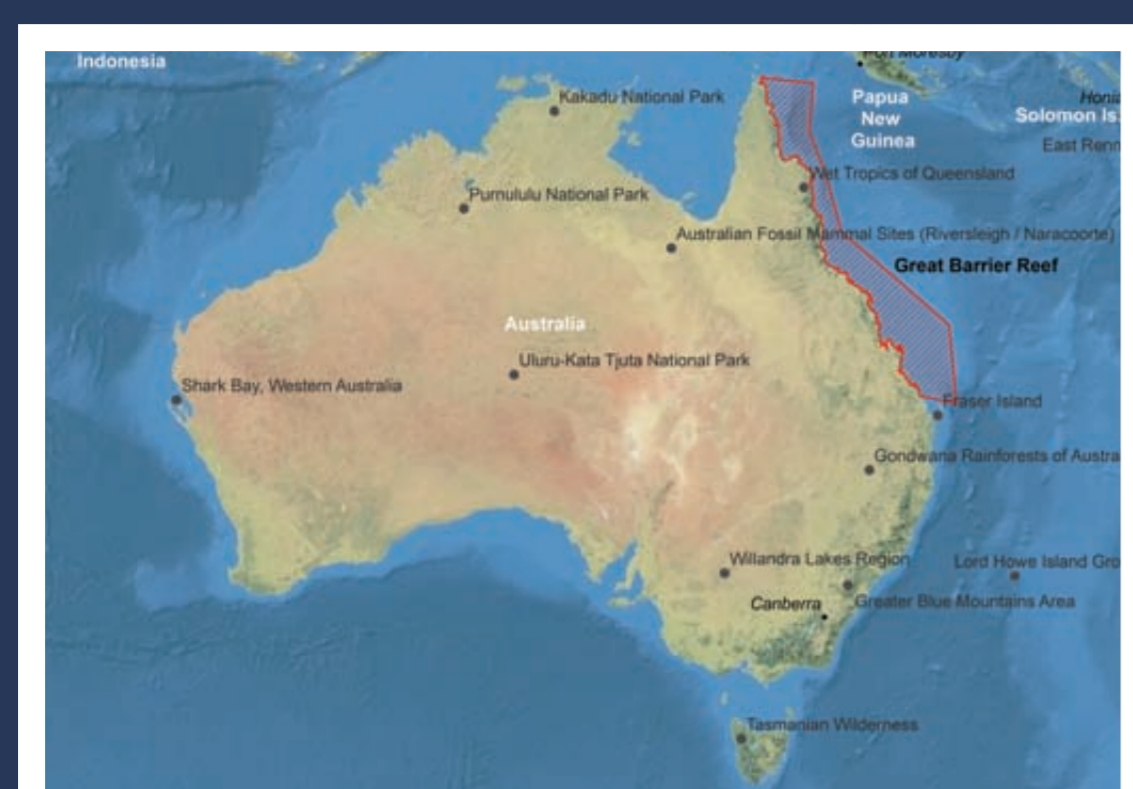 Indonesia
Port Moresby
Kakadu National Park
Papua
New
Guinea
Honia
Solomon Is
East Renn
Wet Tropics of Queensland
Purnululu National Park
Australian Fossil Mammal Sites (Riversleigh / Naracoorte)
Great Barrier Reef
Australia
Uluru-Kata Tjuta National Park
Shark Bay, Western Australia
Fraser Island
Gondwana Rainforests of Austra
Willandra Lakes Region
Lord Howe Island Gro
Canberra
Greater Blue Mountains Area
Tasmanian Wilderness